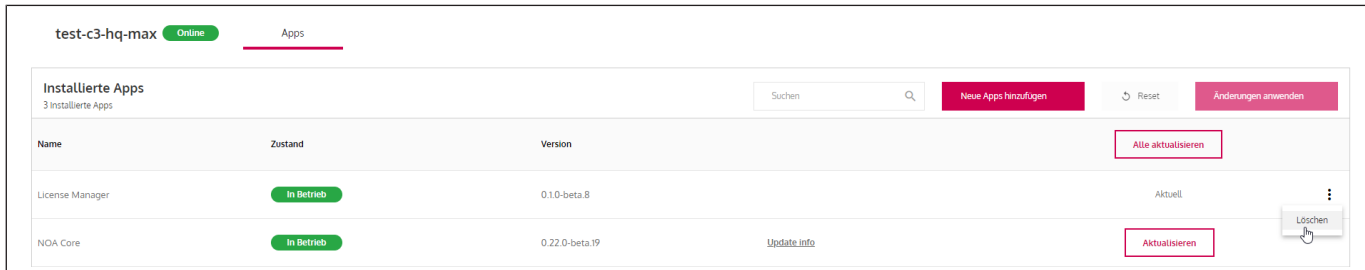 test-c3-hq-max Online Apps
Installierte Apps
3 Installierte Apps
Suchen Neue Apps hinzufügen Reset Änderungen anwenden
Name Zustand Version Alle aktualisieren
License Manager In Betrieb 0.1.0-beta.8 Aktuell
Löschen
NOA Core In Betrieb 0.22.0-beta.19 Update info Aktualisieren